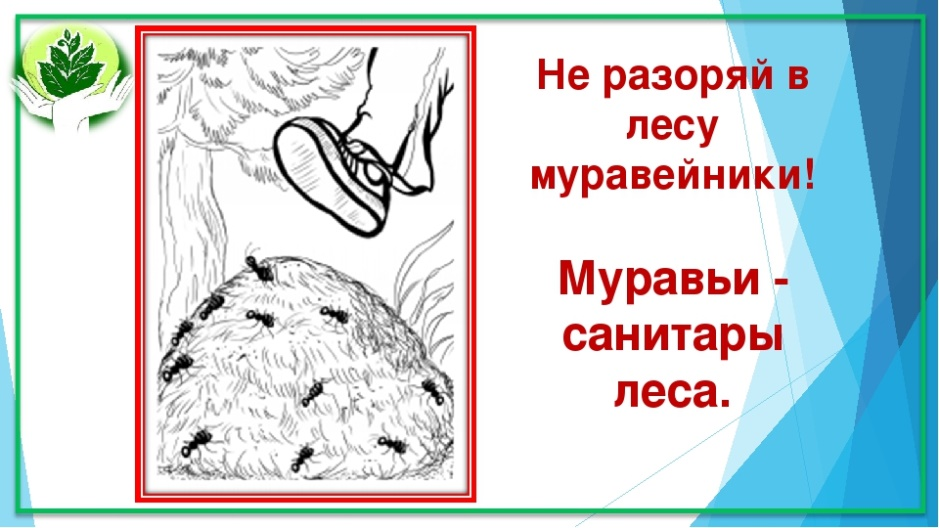 Не разоряй в
лесу
муравейники!
Муравьи -
санитары
леса.